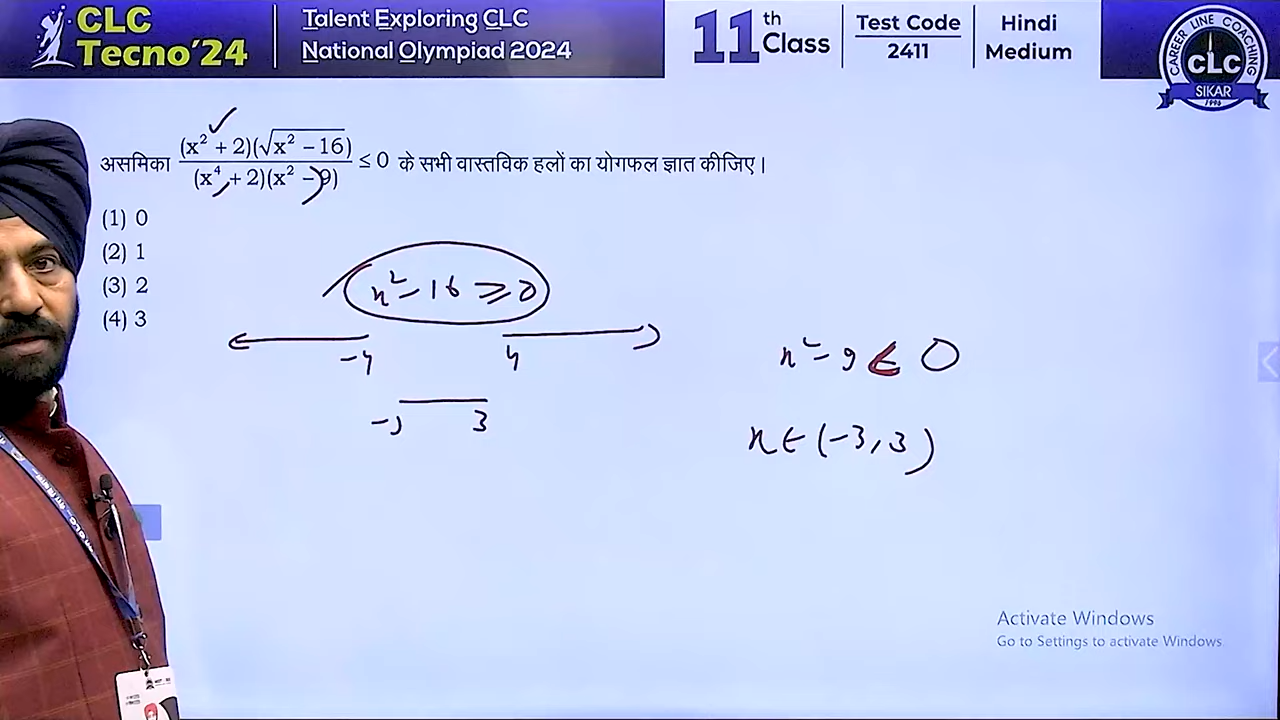 CLC
Tecno'24
Talent Exploring CLC
National Olympiad 2024
11th Class
Test Code
2411
Hindi
Medium
CAREER LINE COACHING
CLC
SIKAR
1996
असमिका (x² + 2)(√x² − 16) / (x⁴ + 2)(x² − 9) ≤ 0 के सभी वास्तविक हलों का योगफल ज्ञात कीजिए।
(1) 0
(2) 1
(3) 2
(4) 3
x² − 16 ≥ 0
−4 4
−3 3
x² − 9 < 0
x ∈ (−3, 3)
Activate Windows
Go to Settings to activate Windows